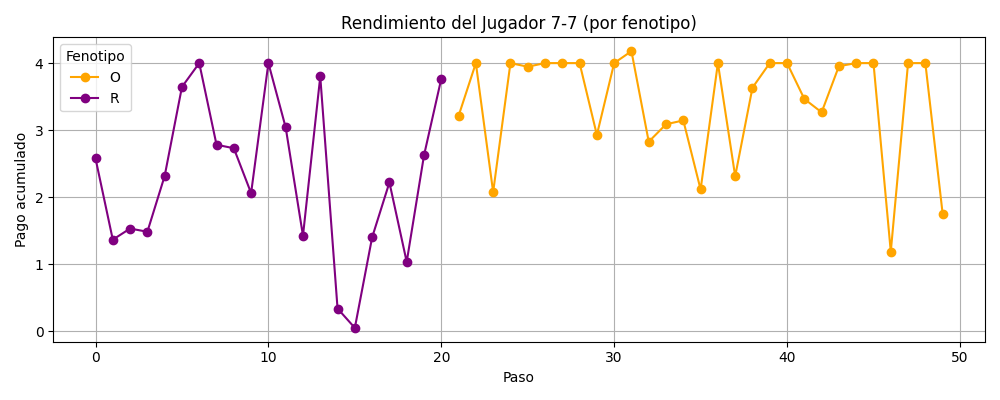 Rendimiento del Jugador 7-7 (por fenotipo)
Fenotipo
O
R
Pago acumulado
4
3
2
1
0
0 10 20 30 40 50
Paso